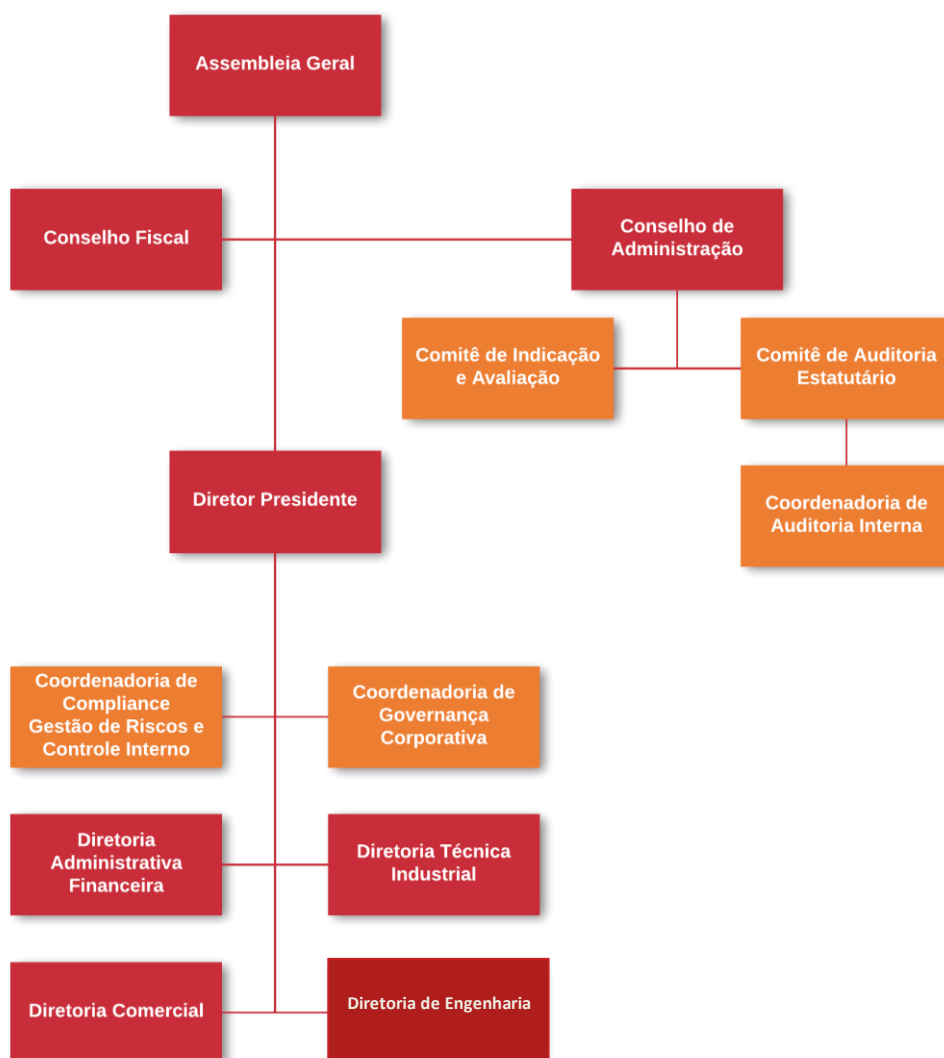 Assembleia Geral
Conselho Fiscal
Conselho de
Administração
Comitê de Indicação
e Avaliação
Comitê de Auditoria
Estatutário
Diretor Presidente
Coordenadoria de
Auditoria Interna
Coordenadoria de
Compliance
Gestão de Riscos e
Controle Interno
Coordenadoria de
Governança
Corporativa
Diretoria
Administrativa
Financeira
Diretoria Técnica
Industrial
Diretoria Comercial
Diretoria de Engenharia